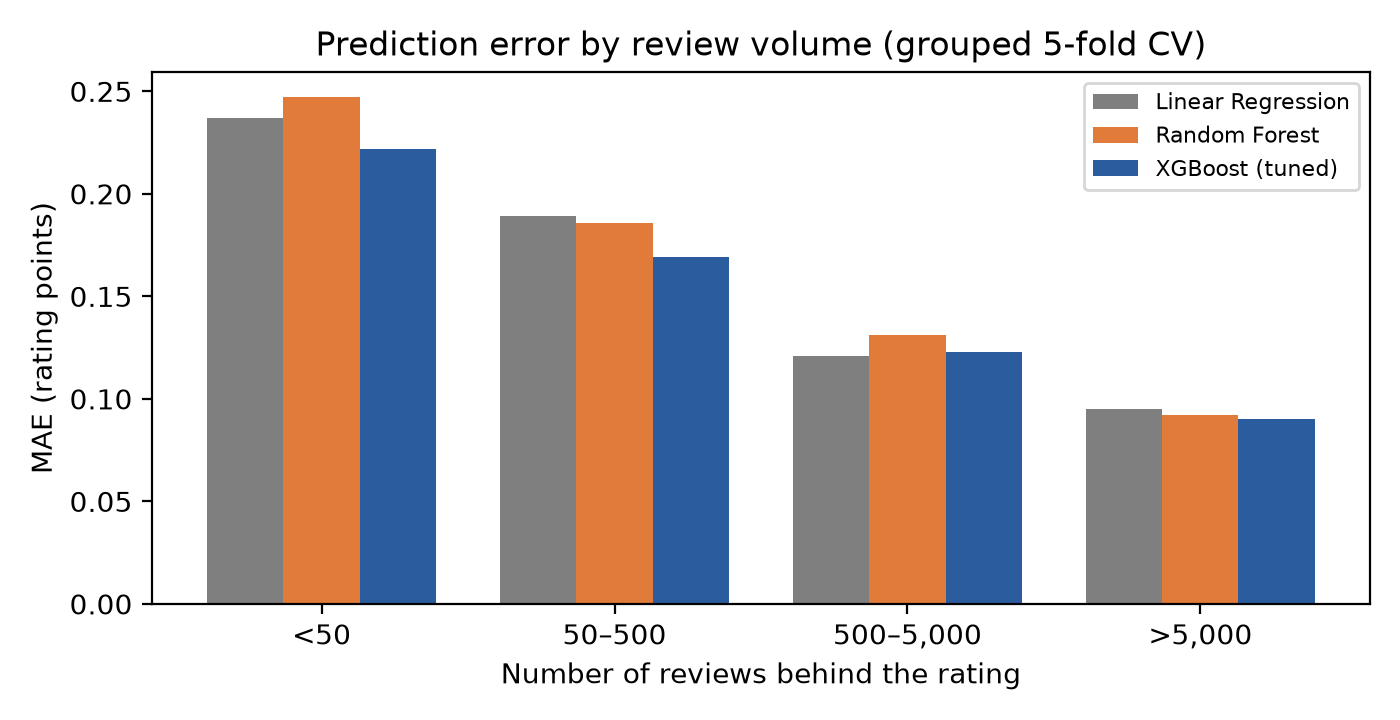 Prediction error by review volume (grouped 5-fold CV)
Linear Regression
Random Forest
XGBoost (tuned)
MAE (rating points)
0.25
0.20
0.15
0.10
0.05
0.00
<50
50–500
500–5,000
>5,000
Number of reviews behind the rating